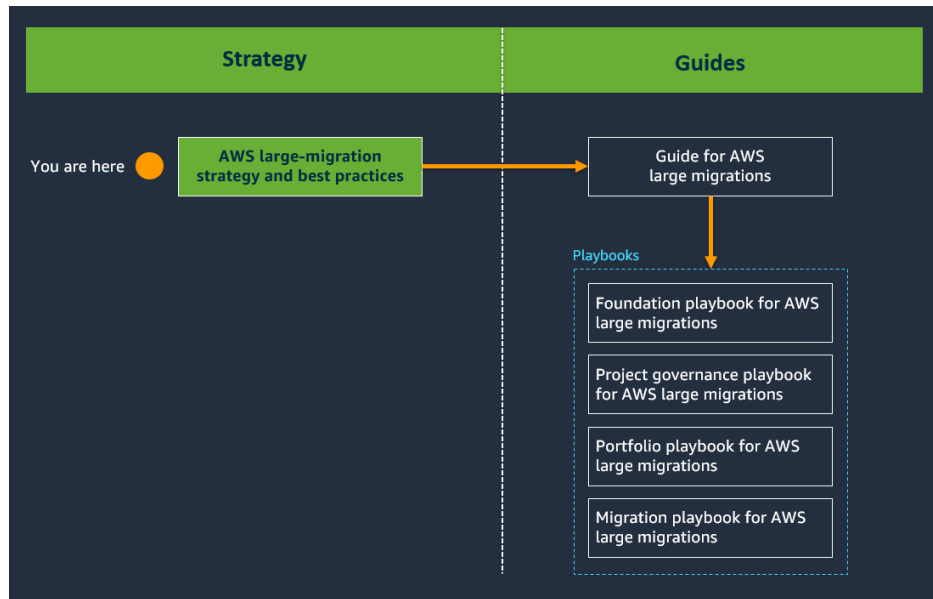 Strategy
Guides
You are here
AWS large-migration
strategy and best practices
Guide for AWS
large migrations
Playbooks
Foundation playbook for AWS
large migrations
Project governance playbook
for AWS large migrations
Portfolio playbook for AWS
large migrations
Migration playbook for AWS
large migrations